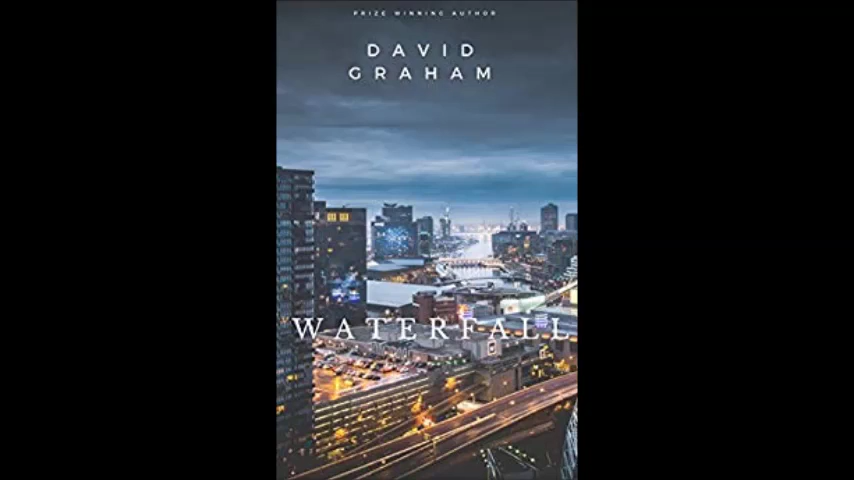 PRIZE WINNING AUTHOR
DAVID
GRAHAM
WATERFALL